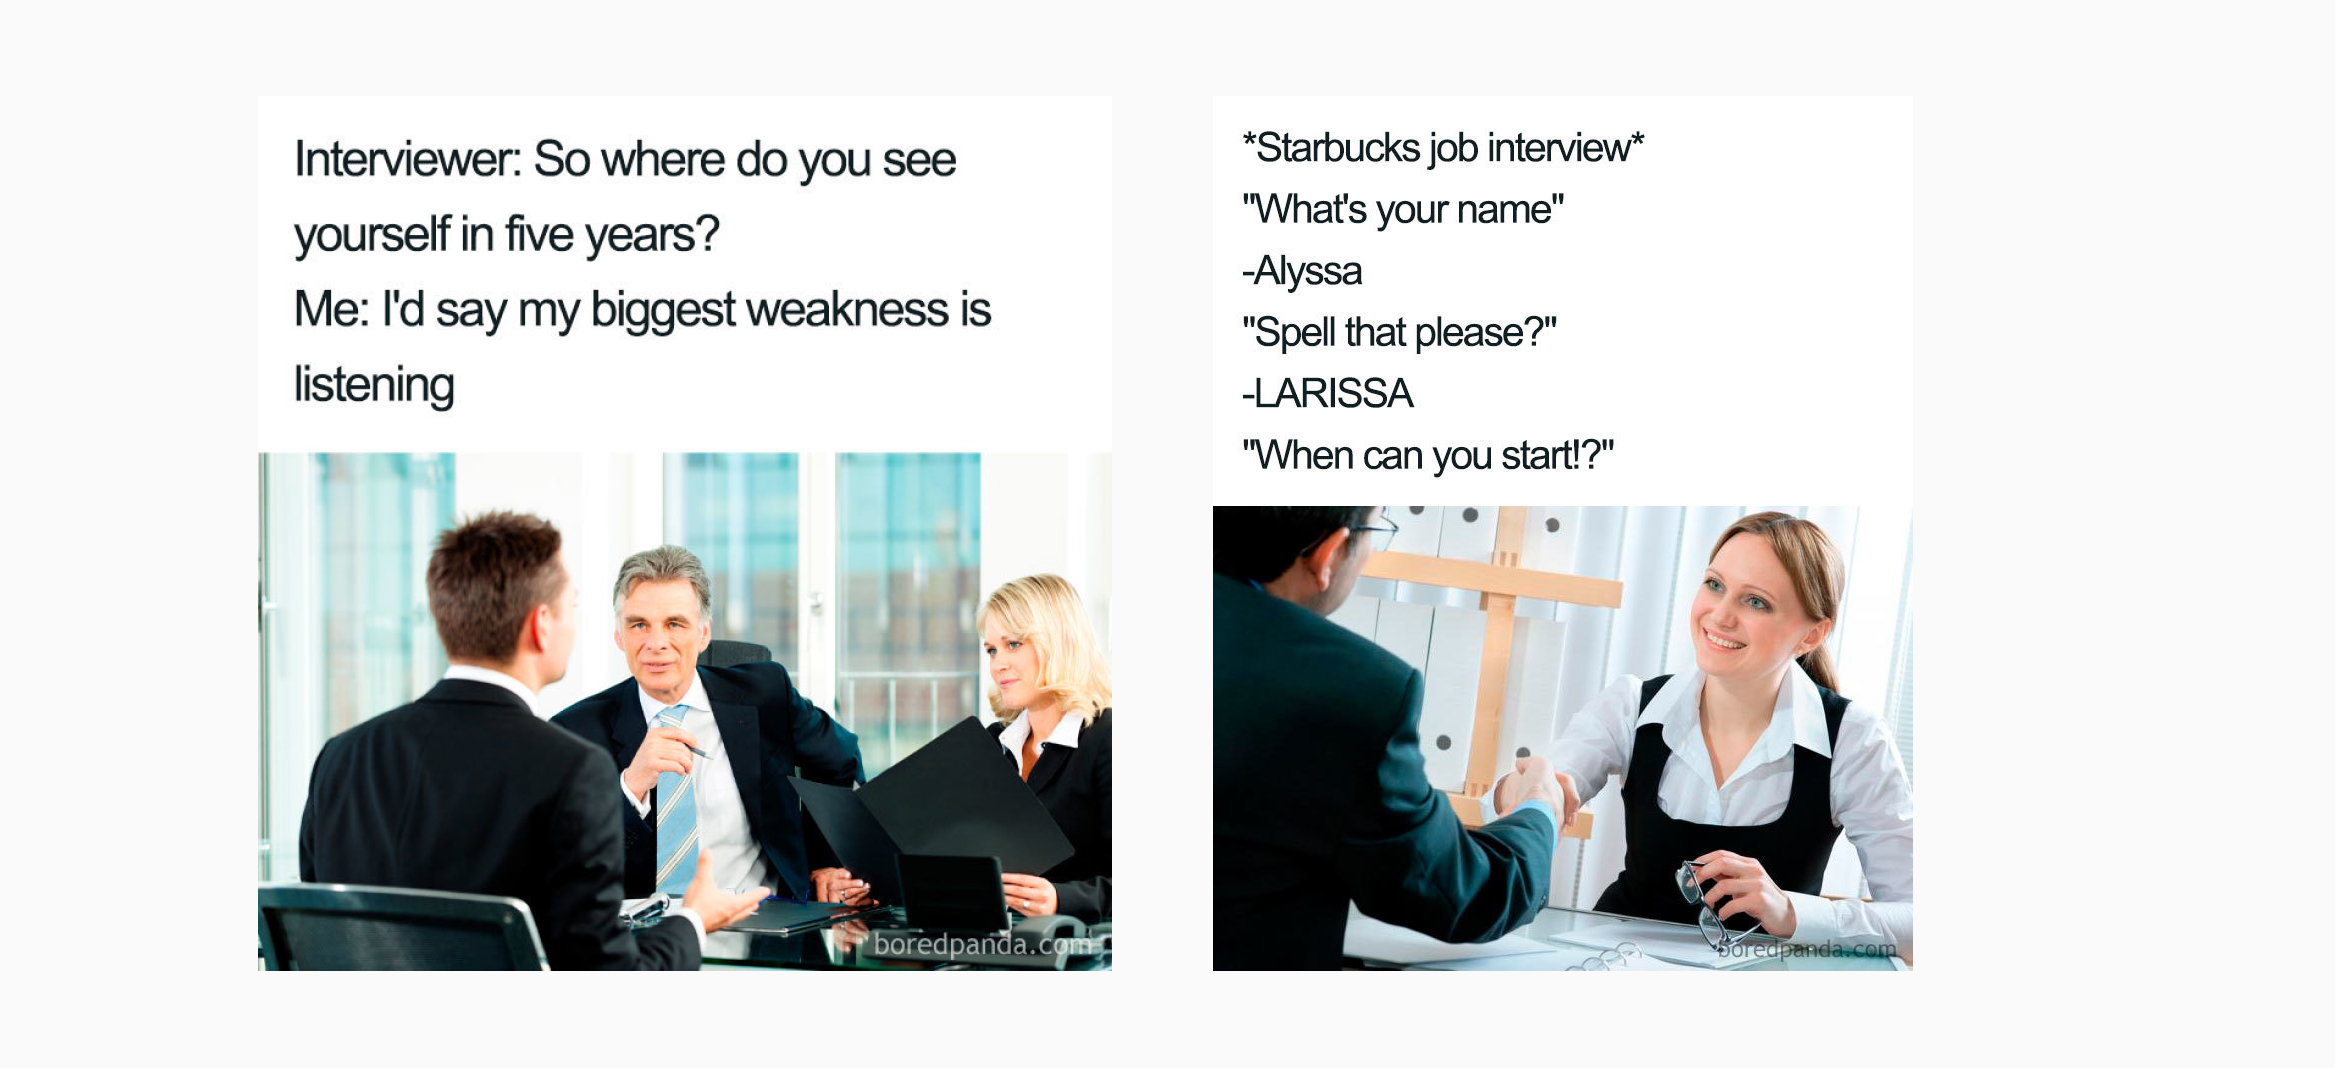 Interviewer: So where do you see
yourself in five years?
Me: I'd say my biggest weakness is
listening
boredpanda.com
*Starbucks job interview*
"What's your name"
-Alyssa
"Spell that please?"
-LARISSA
"When can you start!?"
boredpanda.com